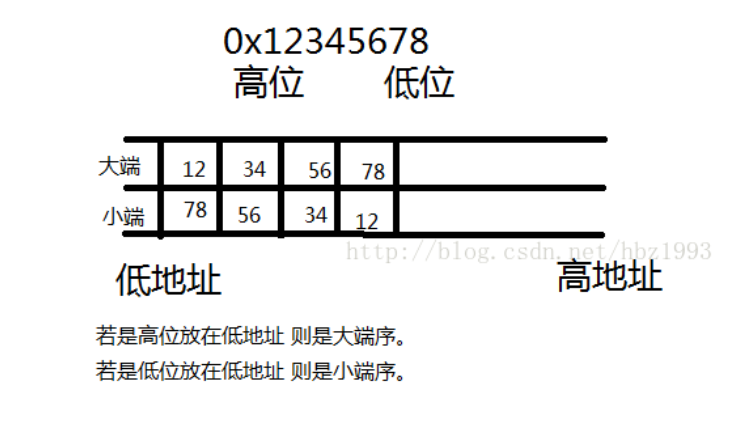 0x12345678
高位 低位
大端 12 34 56 78
小端 78 56 34 12
http://blog.csdn.net/hbz1993
低地址 高地址
若是高位放在低地址 则是大端序。
若是低位放在低地址 则是小端序。